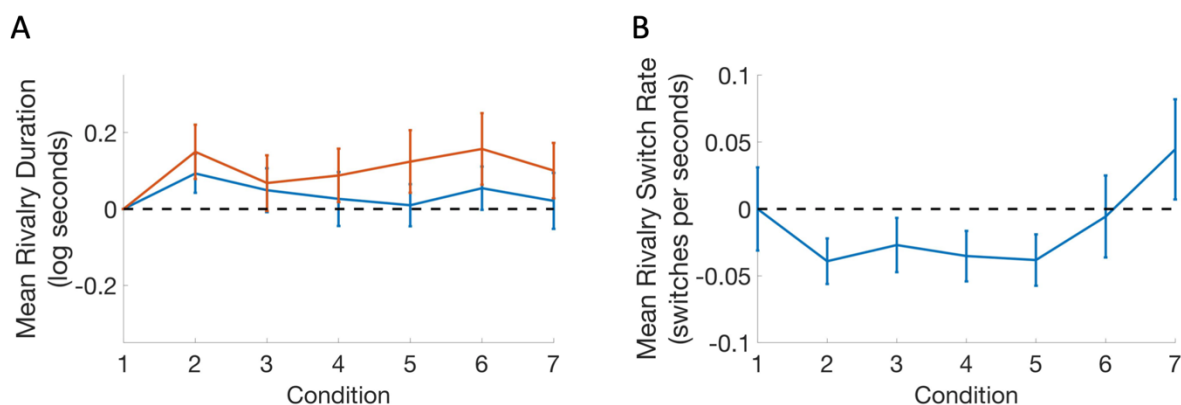 A
Mean Rivalry Duration
(log seconds)
0.2
0
-0.2
1 2 3 4 5 6 7
Condition
B
Mean Rivalry Switch Rate
(switches per seconds)
0.1
0.05
0
-0.05
-0.1
1 2 3 4 5 6 7
Condition